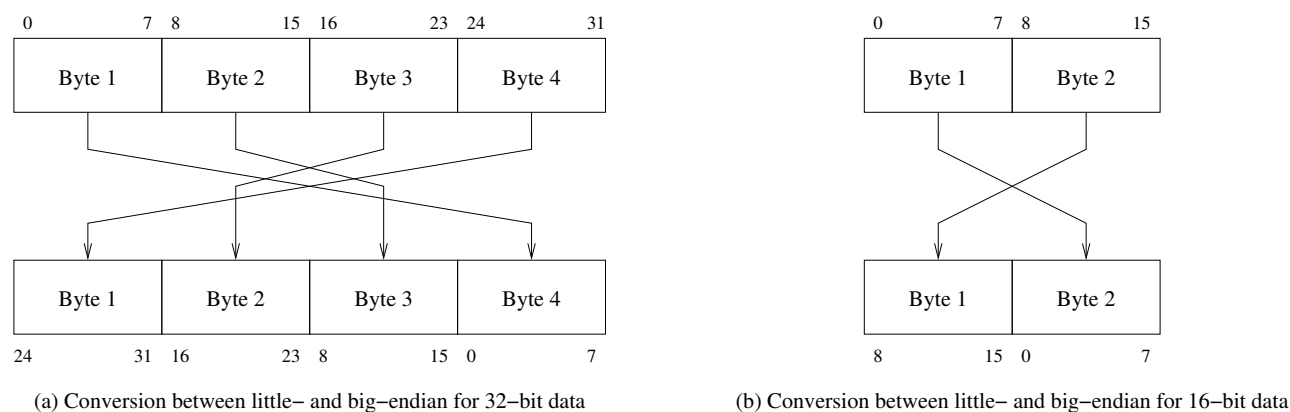 0 7 8 15 16 23 24 31 0 7 8 15
Byte 1 Byte 2 Byte 3 Byte 4 Byte 1 Byte 2
Byte 1 Byte 2 Byte 3 Byte 4 Byte 1 Byte 2
24 31 16 23 8 15 0 7 8 15 0 7
(a) Conversion between little− and big−endian for 32−bit data (b) Conversion between little− and big−endian for 16−bit data